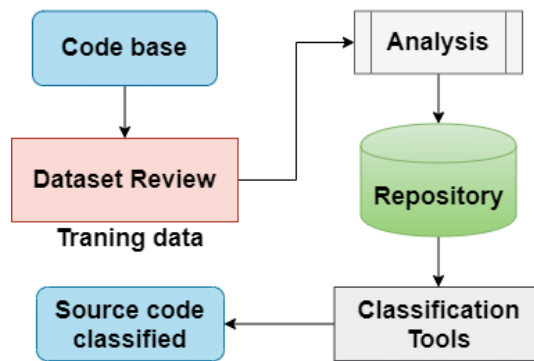 Code base
Dataset Review
Traning data
Analysis
Repository
Classification
Tools
Source code
classified